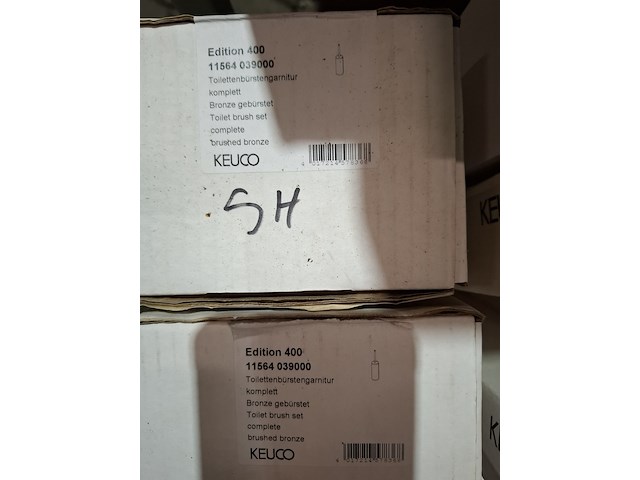 Edition 400
11564 039000
Toilettenbürstengarnitur
komplett
Bronze gebürstet
Toilet brush set
complete
brushed bronze
KEUCO
SH
Edition 400
11564 039000
Toilettenbürstengarnitur
komplett
Bronze gebürstet
Toilet brush set
complete
brushed bronze
KEUCO